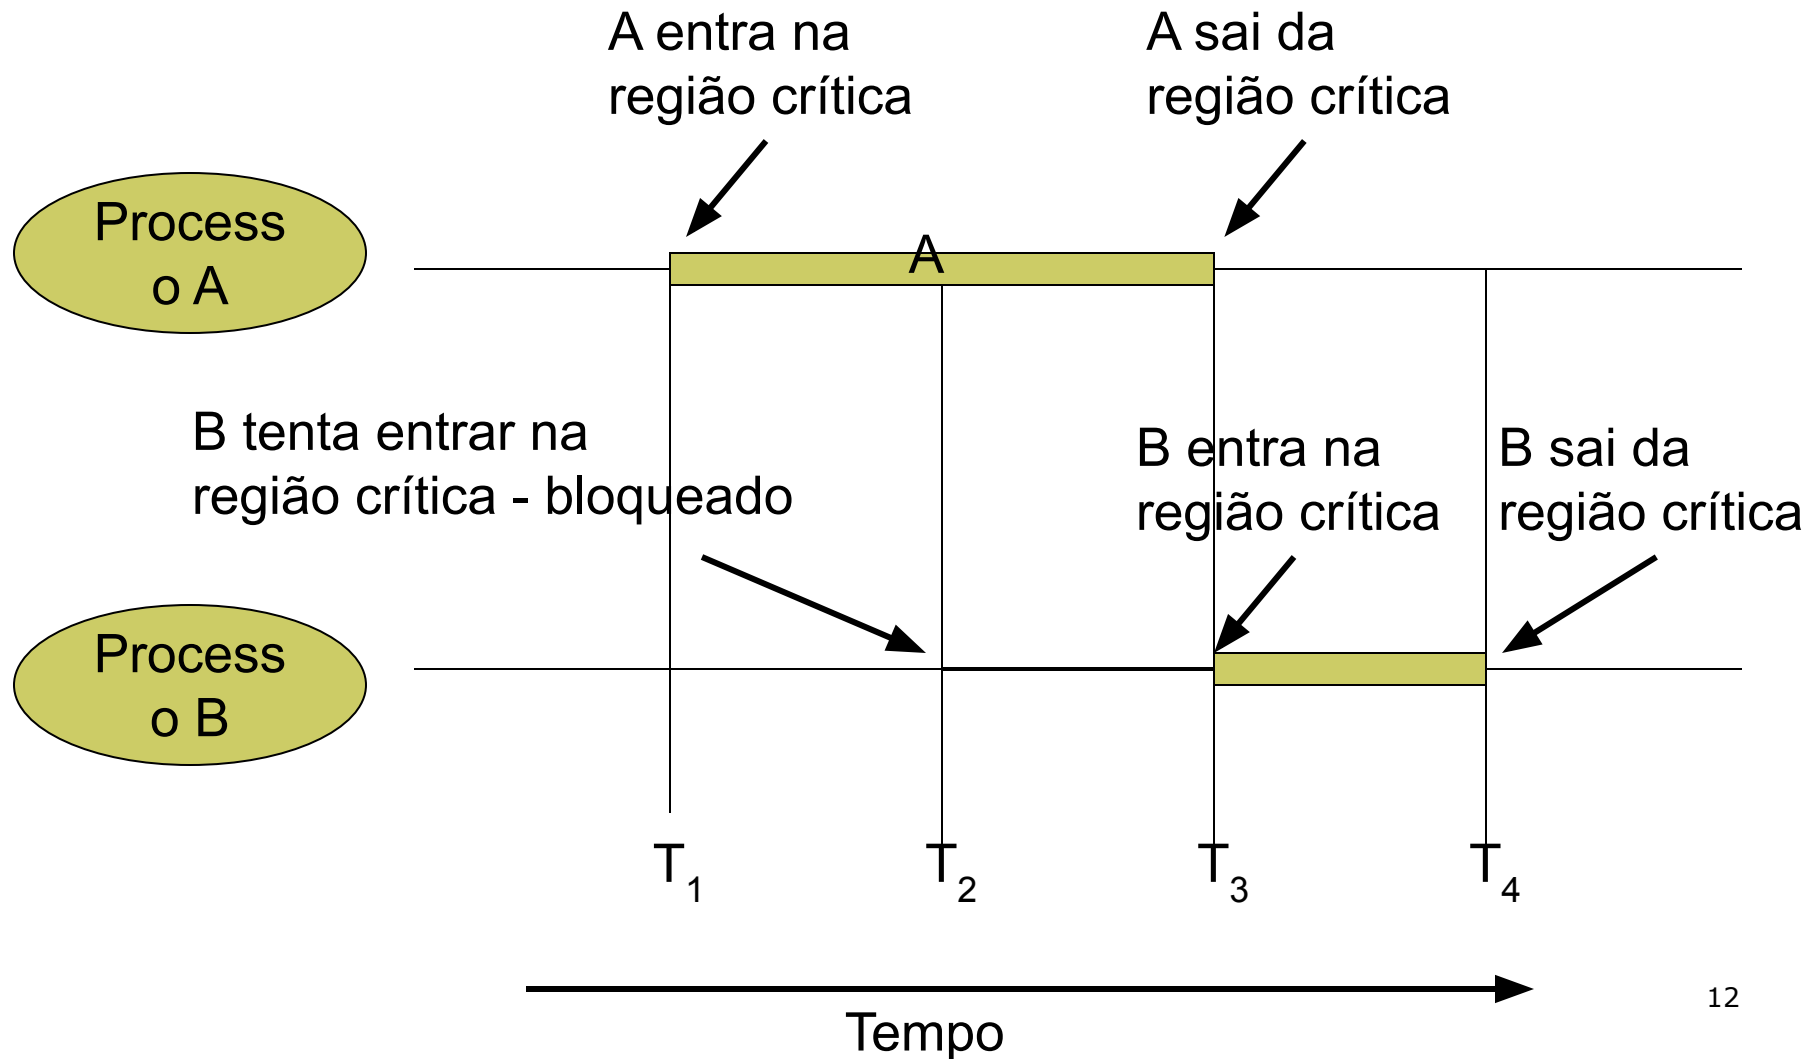 A entra na
região crítica
A sai da
região crítica
Process
o A
A
B tenta entrar na
região crítica - bloqueado
B entra na
região crítica
B sai da
região crítica
Process
o B
T1
T2
T3
T4
Tempo
12